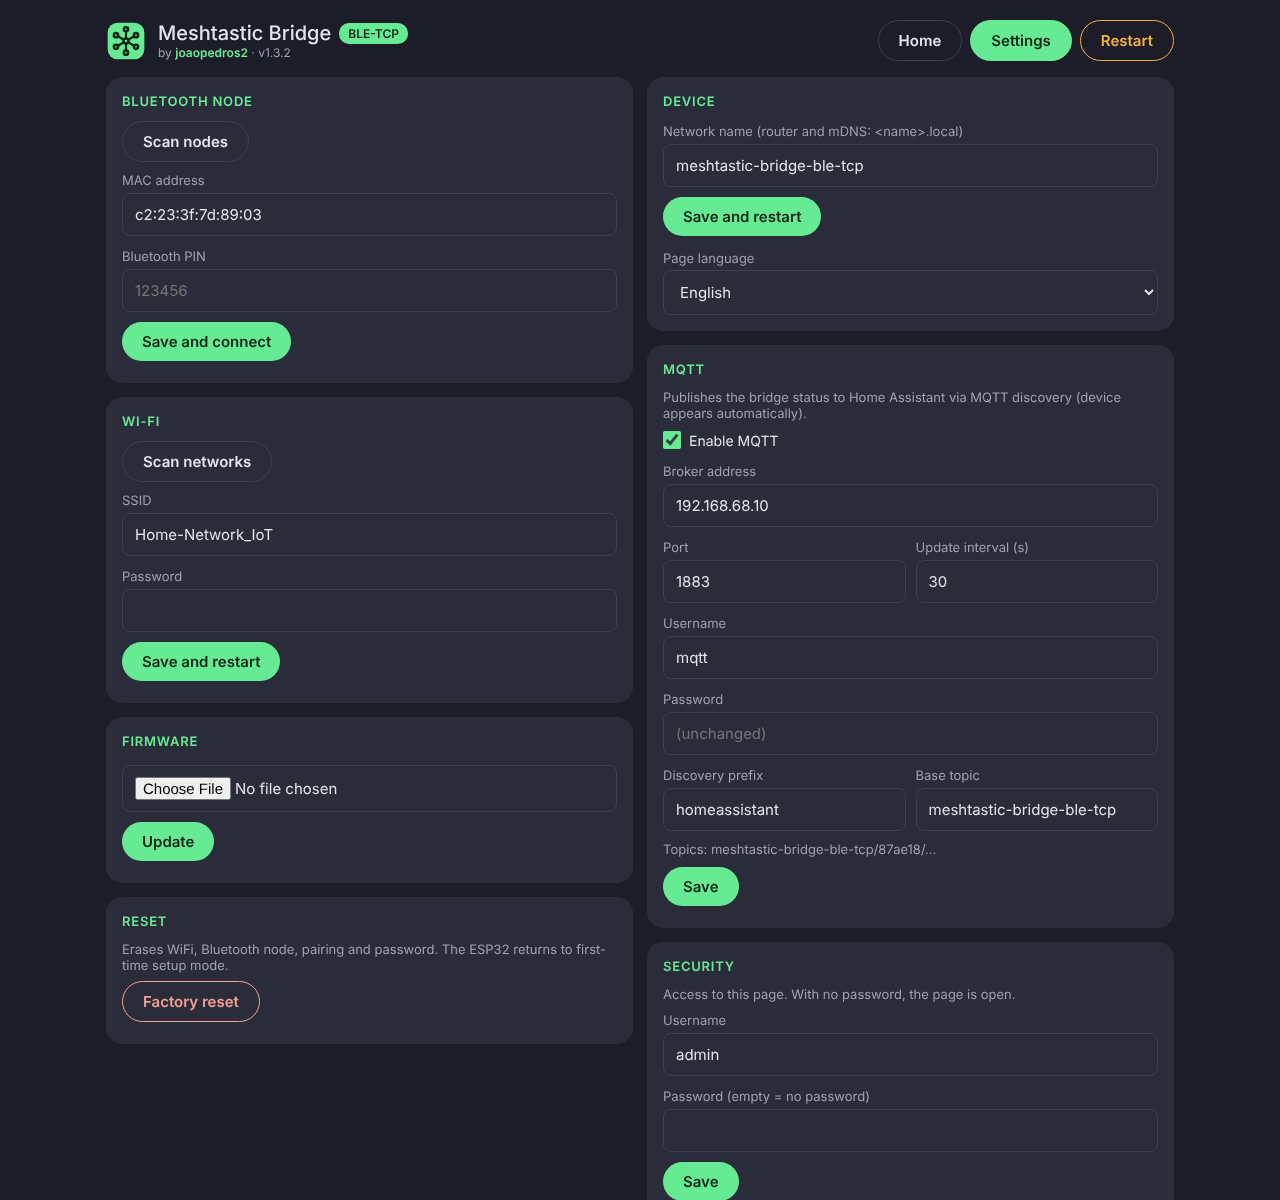 Meshtastic Bridge BLE-TCP
by joaopedros2 · v1.3.2
Home Settings Restart
BLUETOOTH NODE
Scan nodes
MAC address
c2:23:3f:7d:89:03
Bluetooth PIN
123456
Save and connect
WI-FI
Scan networks
SSID
Home-Network_IoT
Password
Save and restart
FIRMWARE
Choose File No file chosen
Update
RESET
Erases WiFi, Bluetooth node, pairing and password. The ESP32 returns to first-
time setup mode.
Factory reset
DEVICE
Network name (router and mDNS: <name>.local)
meshtastic-bridge-ble-tcp
Save and restart
Page language
English
MQTT
Publishes the bridge status to Home Assistant via MQTT discovery (device
appears automatically).
Enable MQTT
Broker address
192.168.68.10
Port Update interval (s)
1883 30
Username
mqtt
Password
(unchanged)
Discovery prefix Base topic
homeassistant meshtastic-bridge-ble-tcp
Topics: meshtastic-bridge-ble-tcp/87ae18/...
Save
SECURITY
Access to this page. With no password, the page is open.
Username
admin
Password (empty = no password)
Save